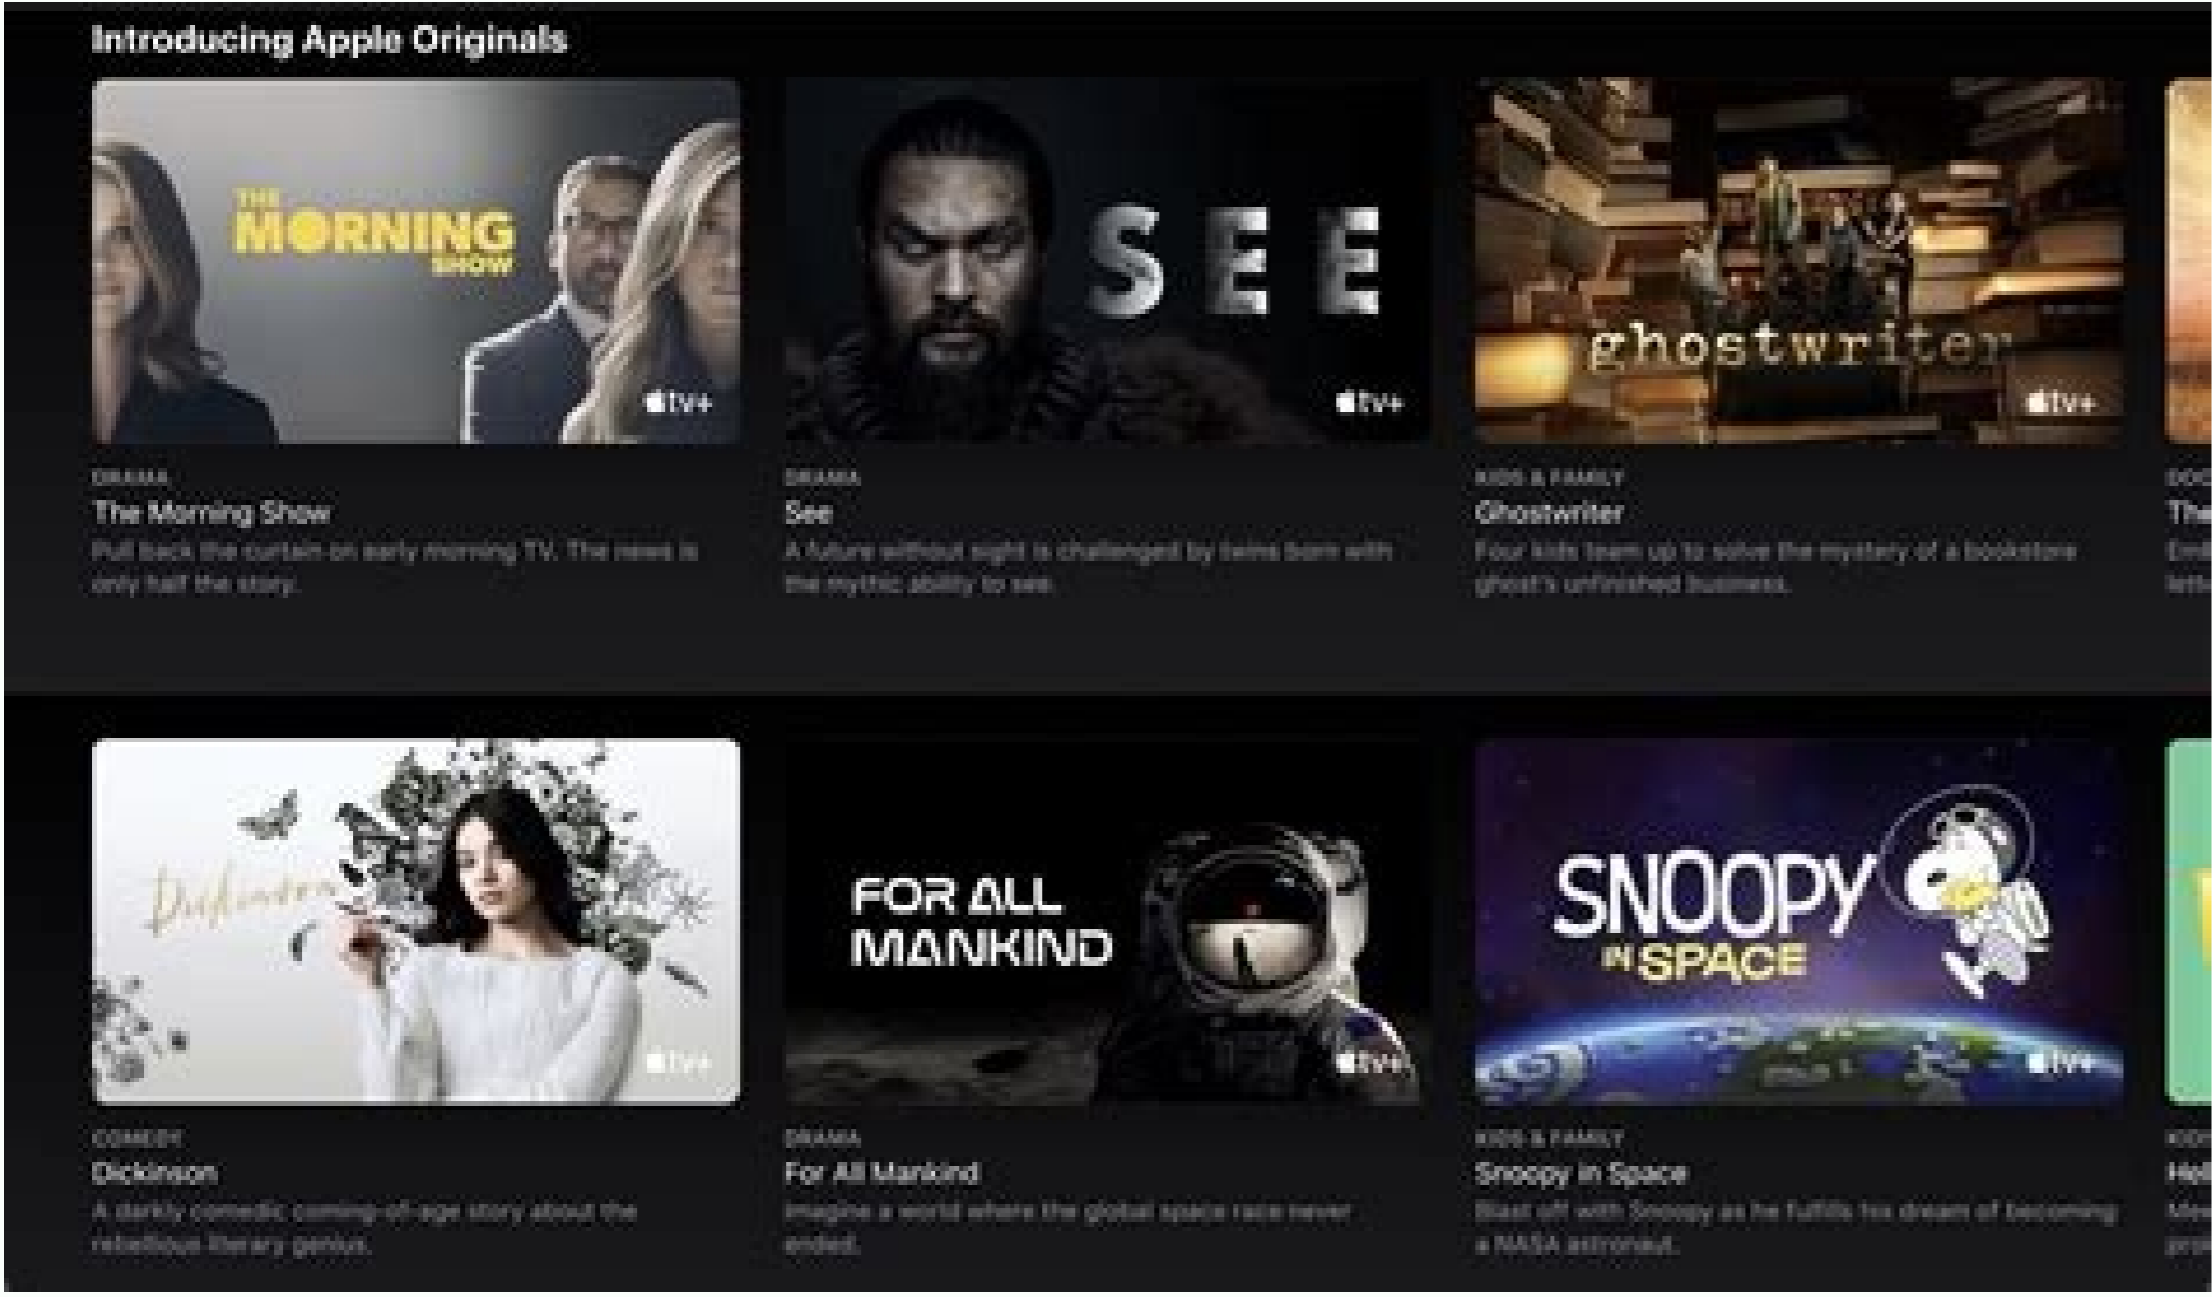 Introducing Apple Originals
THE
MORNING
SHOW
tv+
SEE
tv+
ghostwriter
tv+
DRAMA
The Morning Show
Pull back the curtain on early morning TV. The news is
only half the story.
DRAMA
See
A future without sight is challenged by twins born with
the mythic ability to see.
KIDS & FAMILY
Ghostwriter
Four kids team up to solve the mystery of a bookstore
ghost's unfinished business.
The
Dickinson
tv+
FOR ALL
MANKIND
tv+
SNOOPY
IN SPACE
tv+
COMEDY
Dickinson
A darkly comedic coming-of-age story about the
rebellious literary genius.
DRAMA
For All Mankind
Imagine a world where the global space race never
ended.
KIDS & FAMILY
Snoopy in Space
Blast off with Snoopy as he fulfills his dream of becoming
a NASA astronaut.
Hel